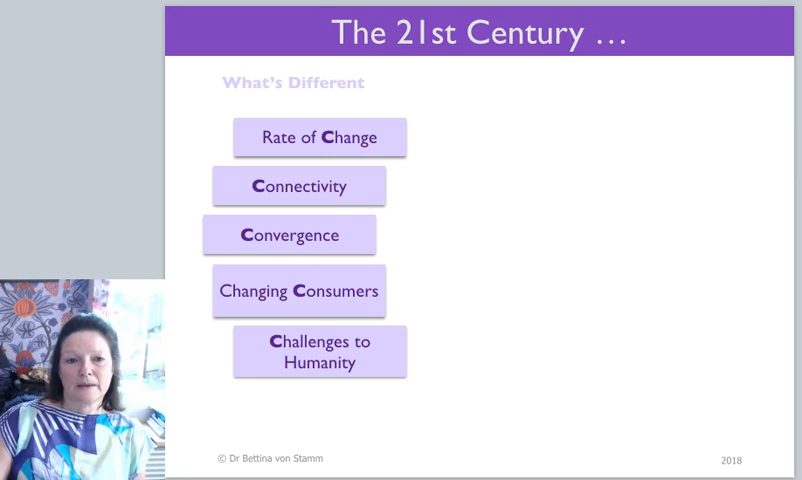 The 21st Century …
What's Different
Rate of Change
Connectivity
Convergence
Changing Consumers
Challenges to
Humanity
© Dr Bettina von Stamm
2018